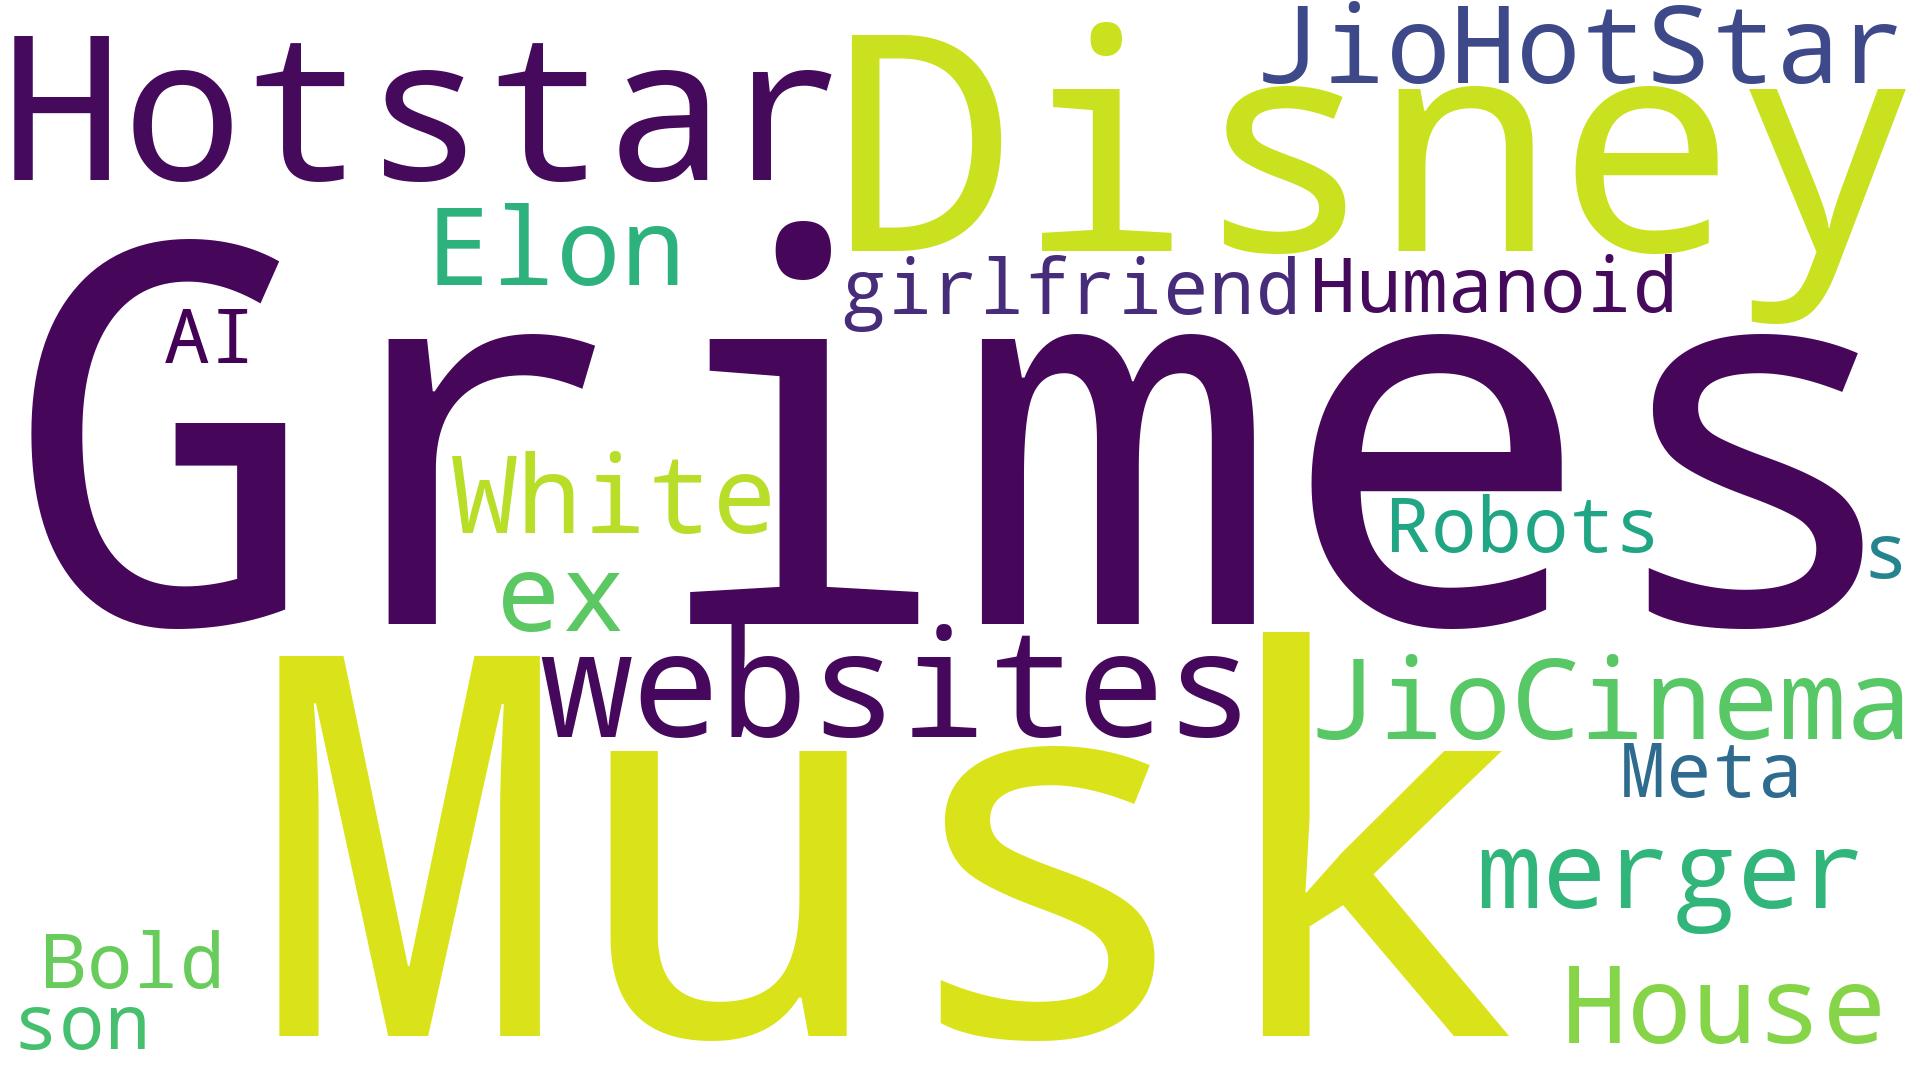 Hotstar
Disney
JioHotStar
Elon
girlfriend
Humanoid
Grimes
AI
White
Robots
s
ex
websites
JioCinema
Musk
Meta
merger
Bold
son
House